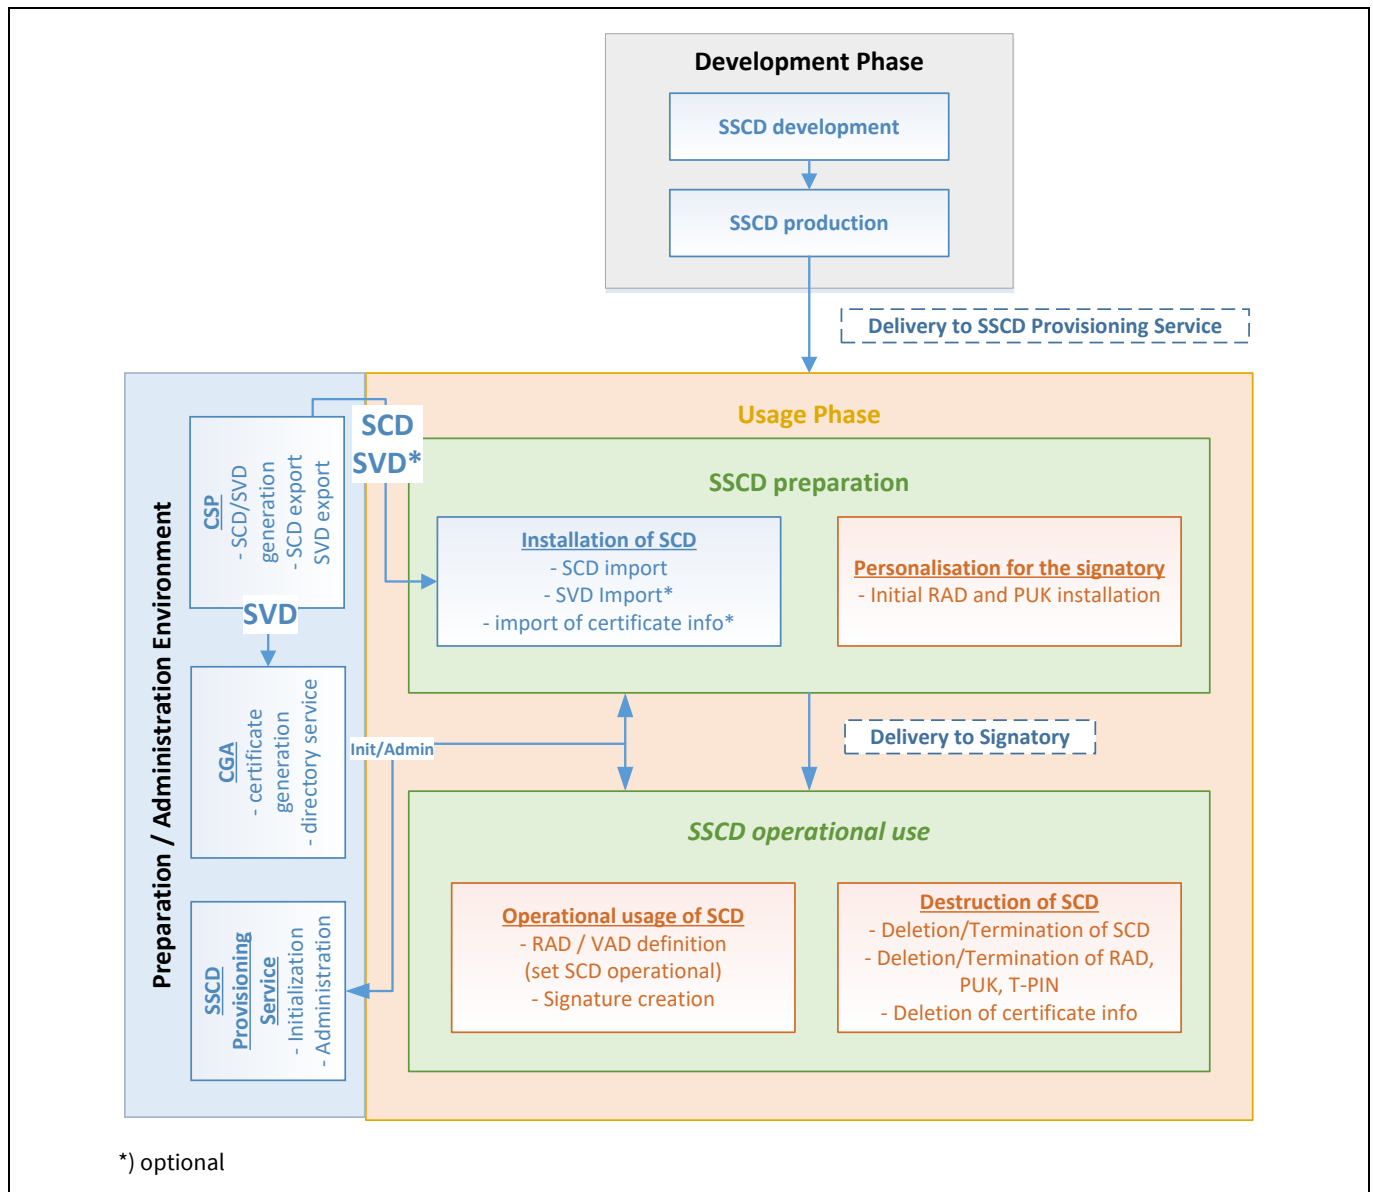 Development Phase
SSCD development
SSCD production
Delivery to SSCD Provisioning Service
Preparation / Administration Environment
CSP
- SCD/SVD
generation
- SCD export
SVD export
SCD
SVD*
SVD
CGA
- certificate
generation
- directory service
Init/Admin
SSCD
Provisioning
Service
- Initialization
- Administration
Usage Phase
SSCD preparation
Installation of SCD
- SCD import
- SVD Import*
- import of certificate info*
Personalisation for the signatory
- Initial RAD and PUK installation
Delivery to Signatory
SSCD operational use
Operational usage of SCD
- RAD / VAD definition
(set SCD operational)
- Signature creation
Destruction of SCD
- Deletion/Termination of SCD
- Deletion/Termination of RAD,
PUK, T-PIN
- Deletion of certificate info
*) optional